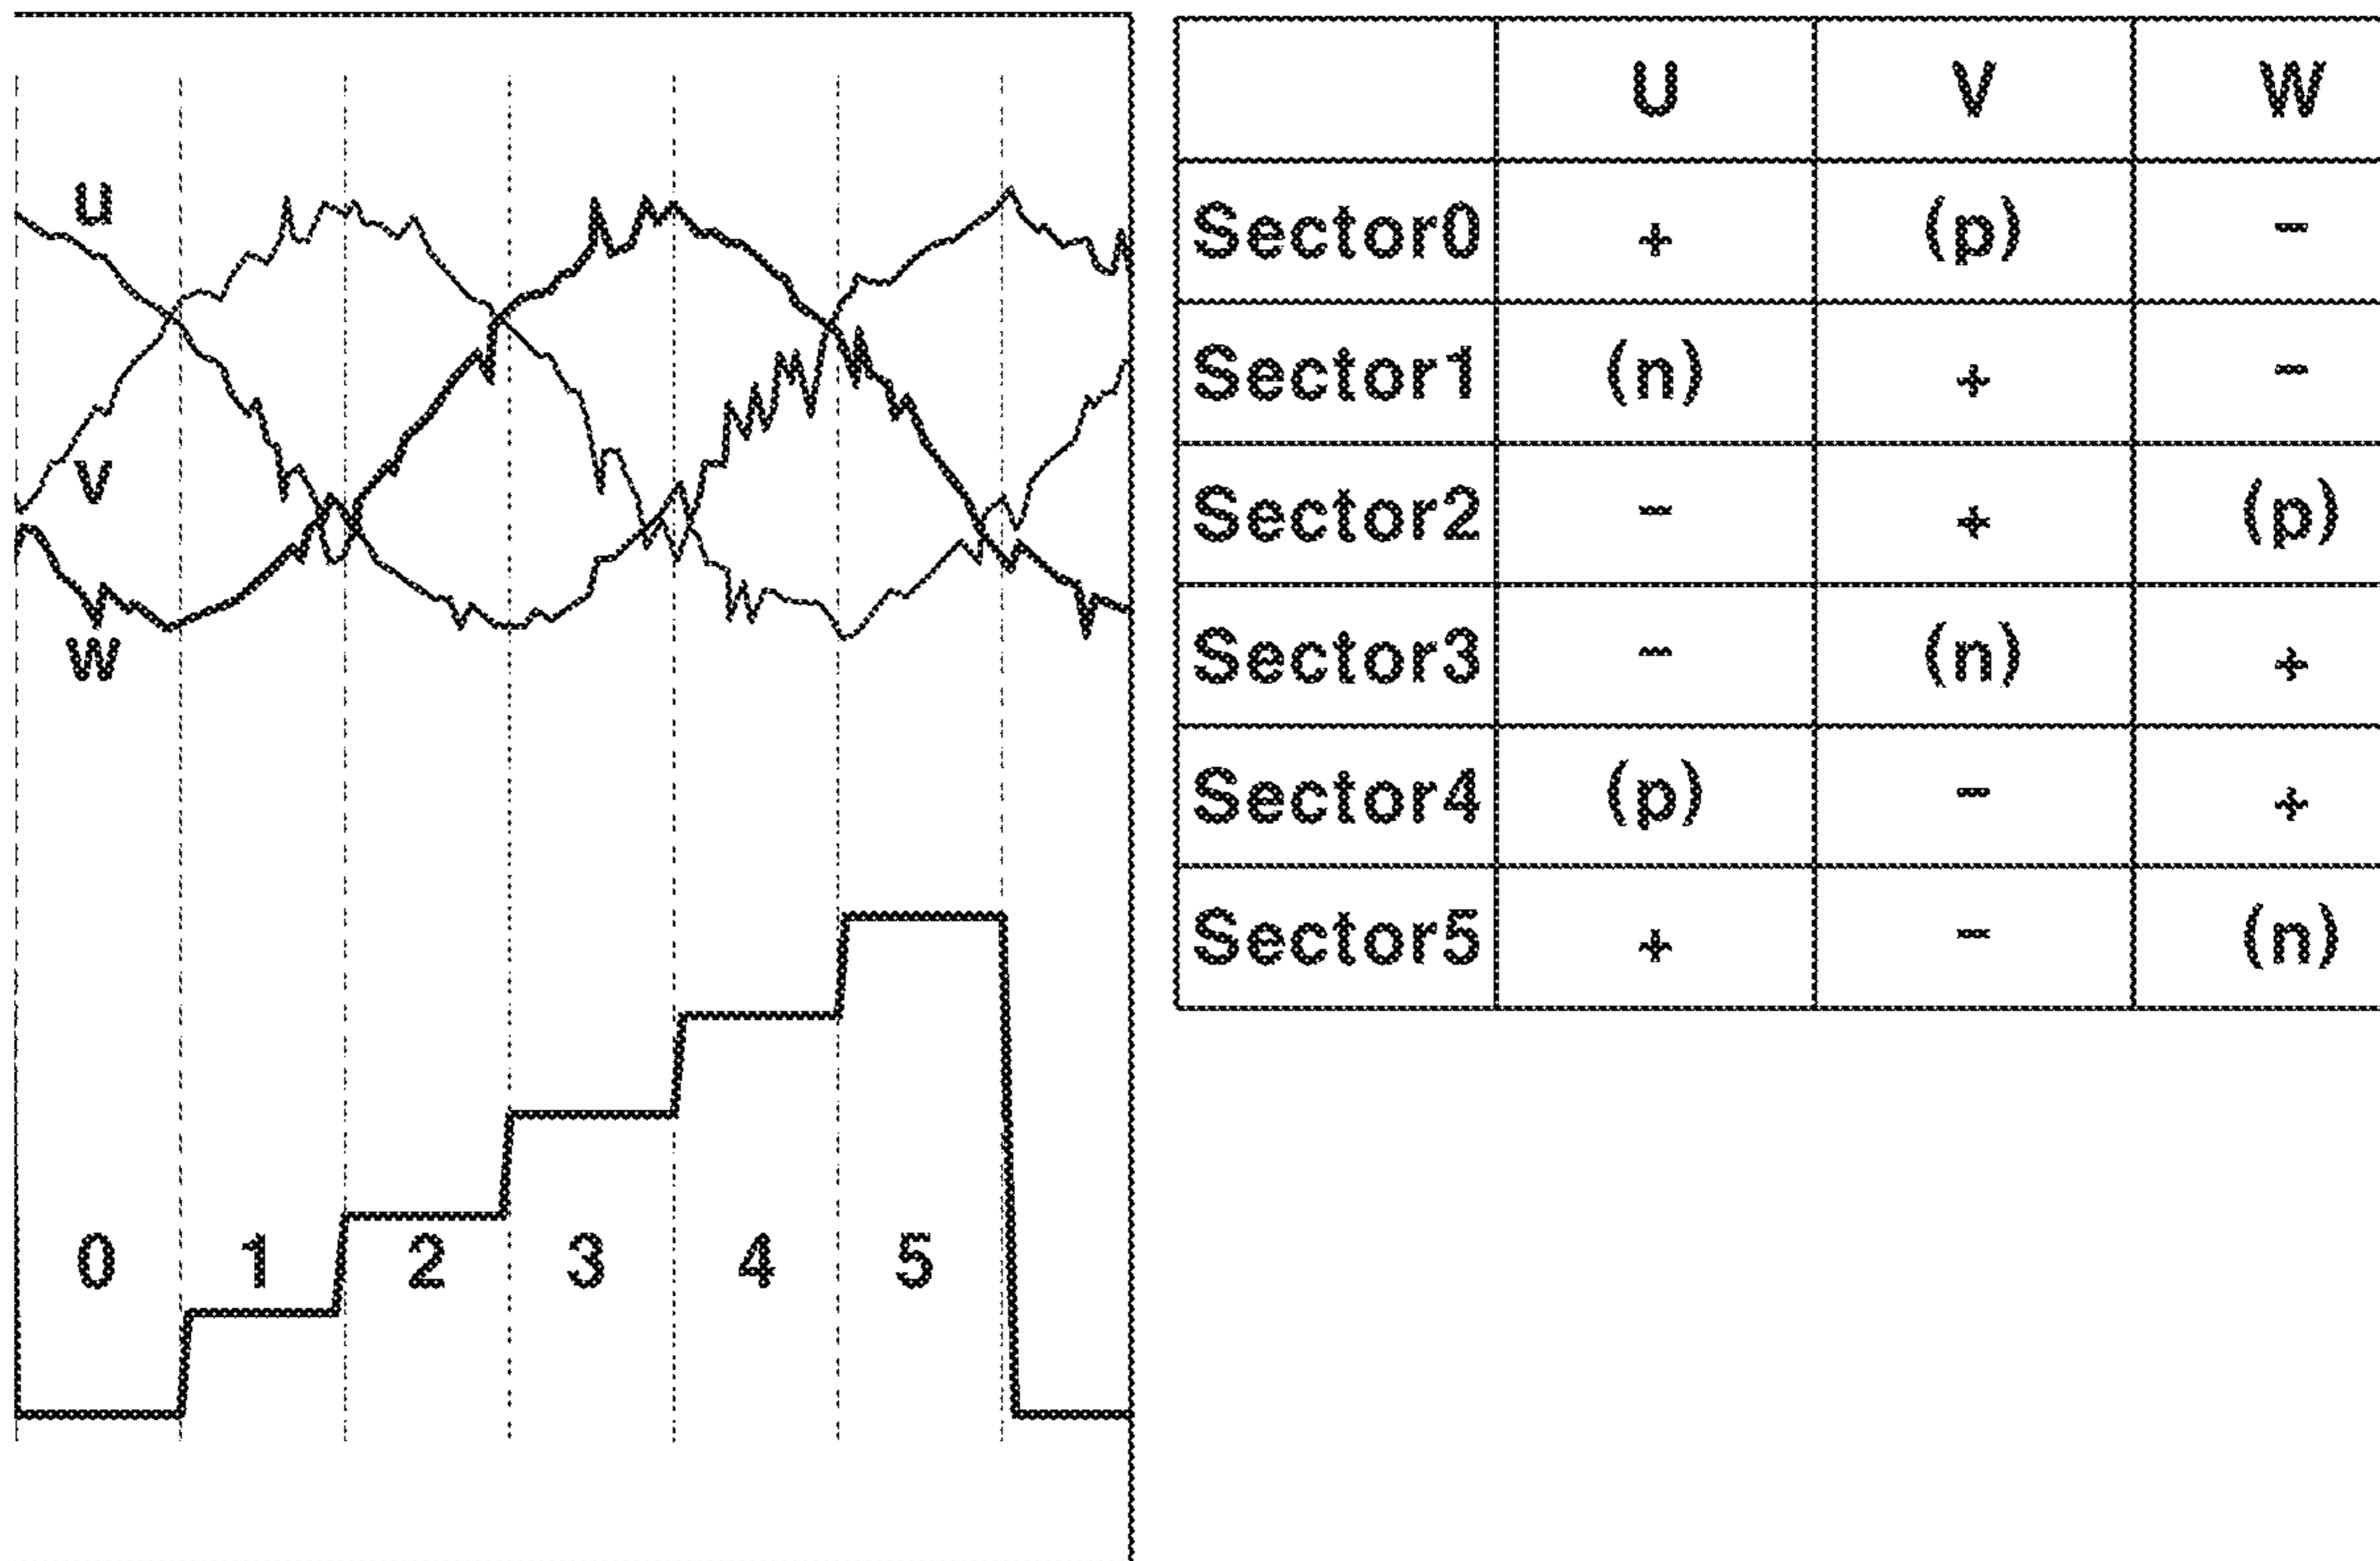 u
v
w
0 1 2 3 4 5
U V W
Sector0 + (p) −
Sector1 (n) + −
Sector2 − + (p)
Sector3 − (n) +
Sector4 (p) − +
Sector5 + − (n)